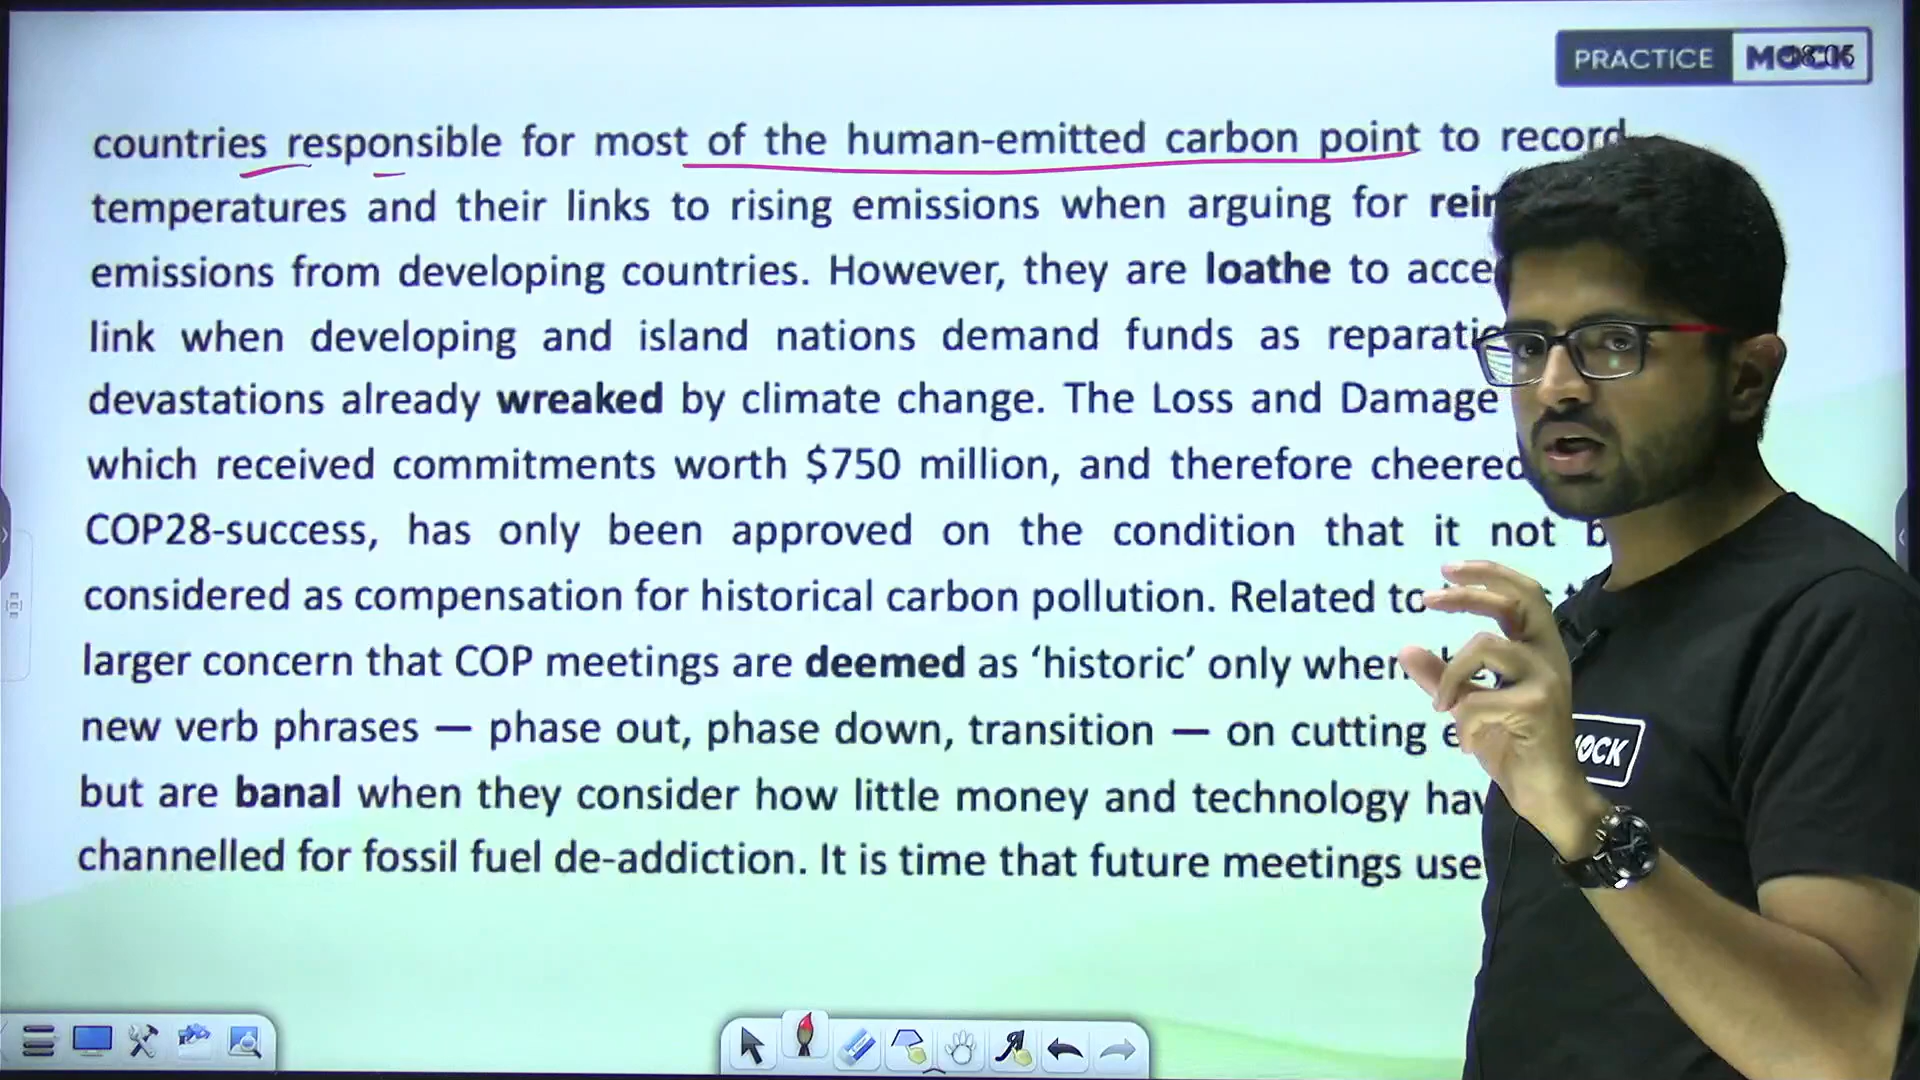 PRACTICE MOCK
countries responsible for most of the human-emitted carbon point to record
temperatures and their links to rising emissions when arguing for
emissions from developing countries. However, they are loathe to
link when developing and island nations demand funds as
devastations already wreaked by climate change. The Loss and Damage
which received commitments worth $750 million, and therefore cheered
COP28-success, has only been approved on the condition that it not
considered as compensation for historical carbon pollution. Related to
larger concern that COP meetings are deemed as ‘historic’ only when
new verb phrases — phase out, phase down, transition — on cutting
but are banal when they consider how little money and technology
channelled for fossil fuel de-addiction. It is time that future meetings use